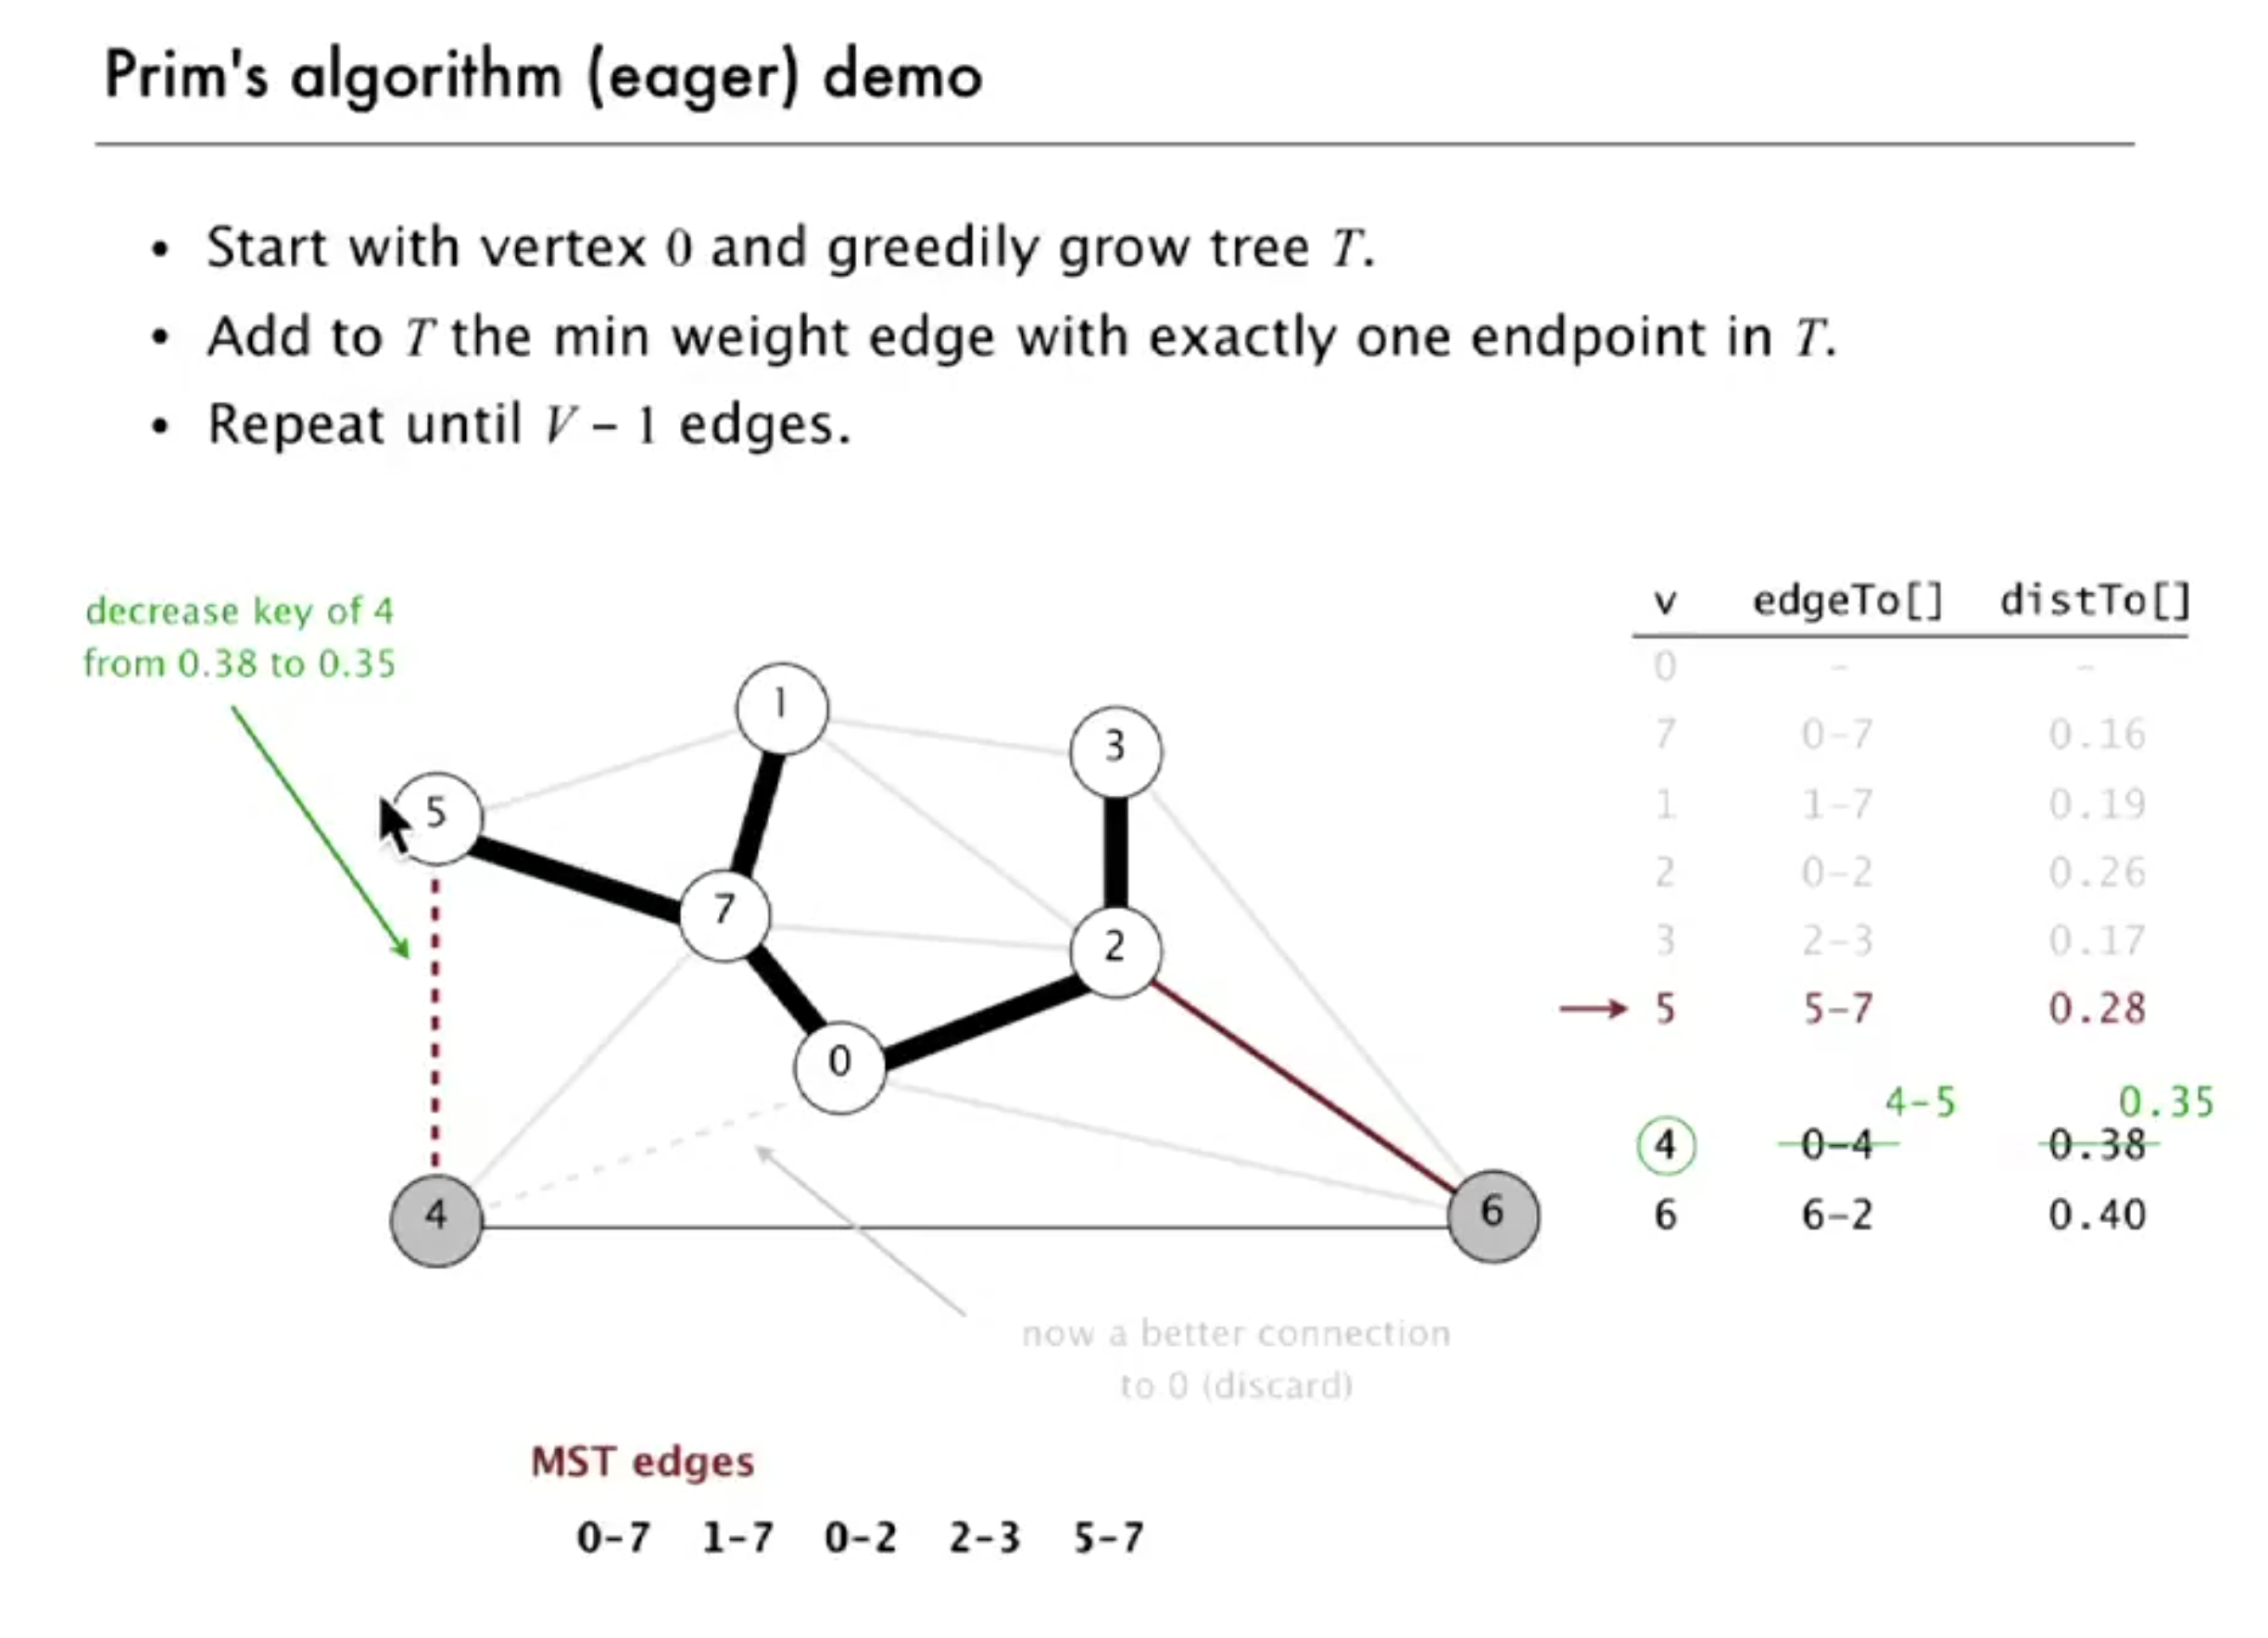 Prim's algorithm (eager) demo
• Start with vertex 0 and greedily grow tree T.
• Add to T the min weight edge with exactly one endpoint in T.
• Repeat until V – 1 edges.
decrease key of 4
from 0.38 to 0.35
1
3
5
7
2
0
4
6
now a better connection
to 0 (discard)
v edgeTo[] distTo[]
0 – –
7 0–7 0.16
1 1–7 0.19
2 0–2 0.26
3 2–3 0.17
5 5–7 0.28
4–5 0.35
4 0–4 0.38
6 6–2 0.40
MST edges
0–7 1–7 0–2 2–3 5–7